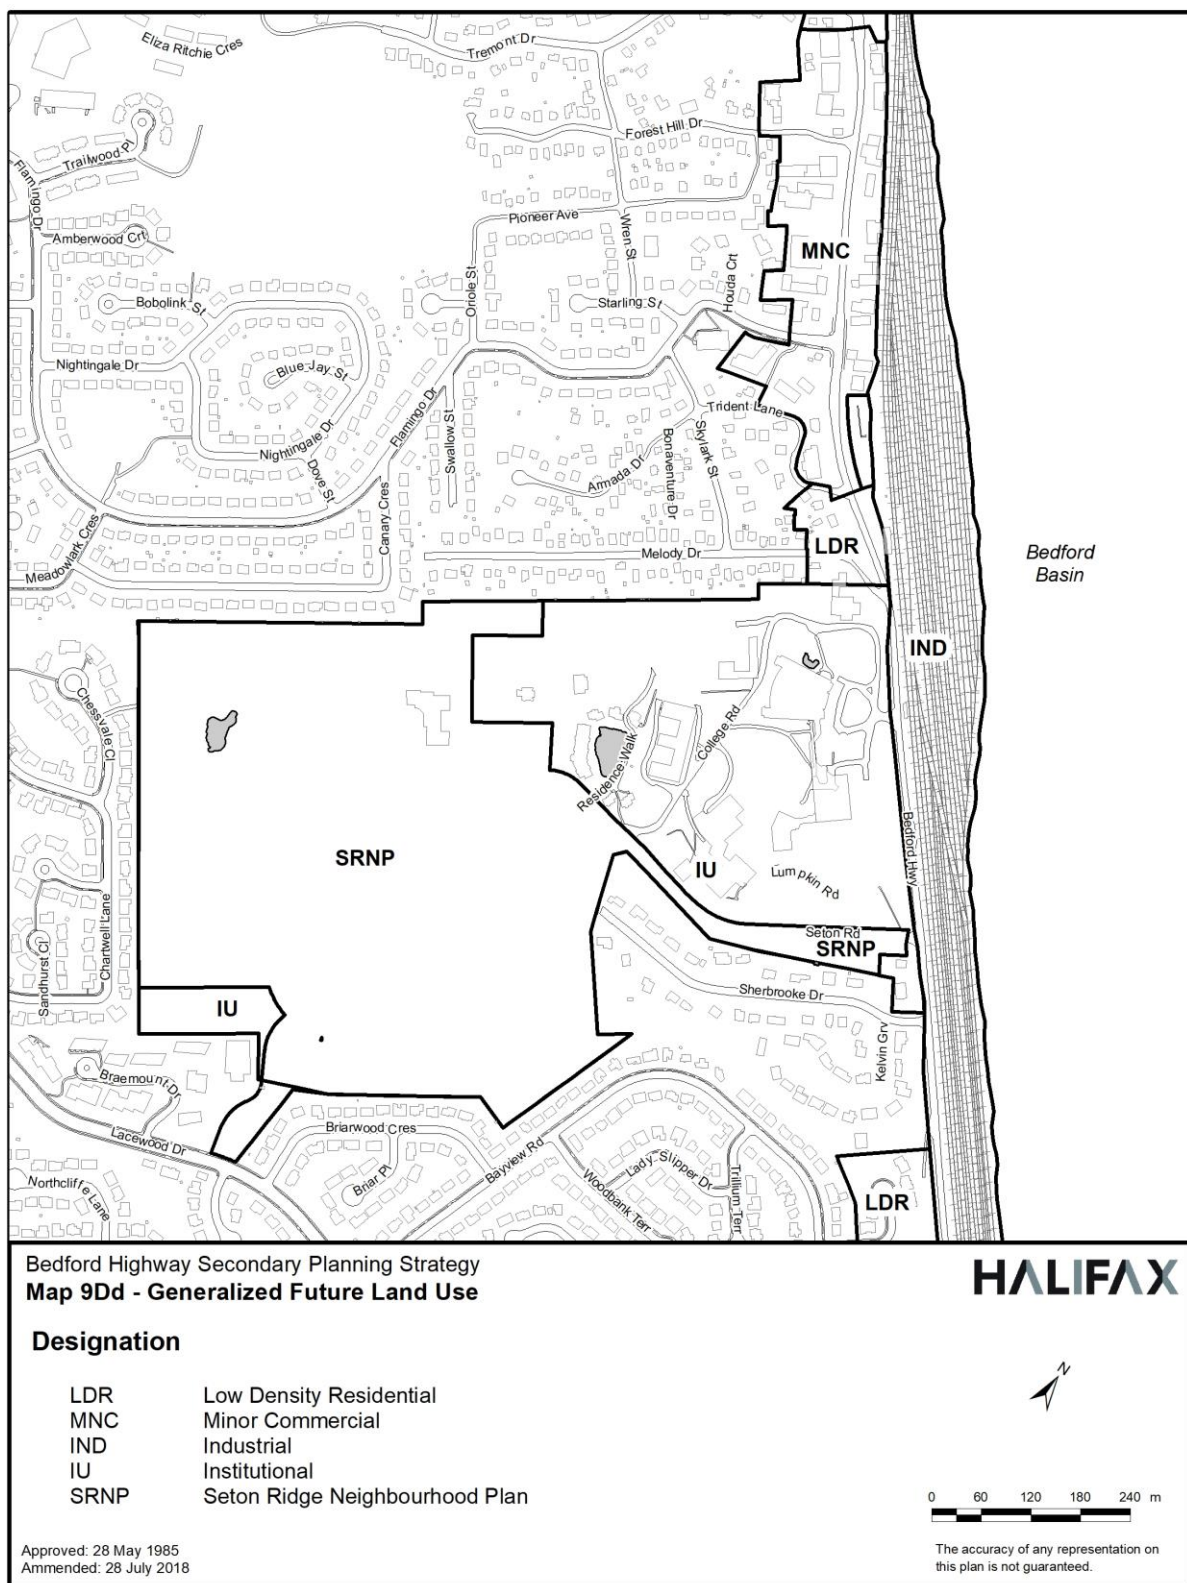 Eliza Ritchie Cres
Tremont Dr
Forest Hill Dr
Trailwood Pl
Flamingo Dr
Pioneer Ave
Wren St
Amberwood Crt
MNC
Houda Crt
Oriole St
Bobolink St
Starling St
Nightingale Dr
Blue Jay St
Flamingo Dr
Trident Lane
Skylark St
Swallow St
Nightingale Dr
Bonaventure Dr
Armada Dr
Dove St
Canary Cres
Meadowlark Cres
Melody Dr
LDR
Bedford
Basin
IND
Chessvale Cl
College Rd
Residence Walk
Bedford Hwy
SRNP
IU
Lumpkin Rd
Chartwell Lane
Sandhurst Cl
Seton Rd
SRNP
Sherbrooke Dr
IU
Kelvin Grv
Braemount Dr
Briarwood Cres
Lacewood Dr
Bayview Rd
Briar Pl
Lady Slipper Dr
Woodbank Terr
Trillium Terr
Northcliffe Lane
LDR
Bedford Highway Secondary Planning Strategy
Map 9Dd - Generalized Future Land Use
HALIFAX
Designation
LDR Low Density Residential
MNC Minor Commercial
IND Industrial
IU Institutional
SRNP Seton Ridge Neighbourhood Plan
N
0 60 120 180 240 m
The accuracy of any representation on
this plan is not guaranteed.
Approved: 28 May 1985
Ammended: 28 July 2018